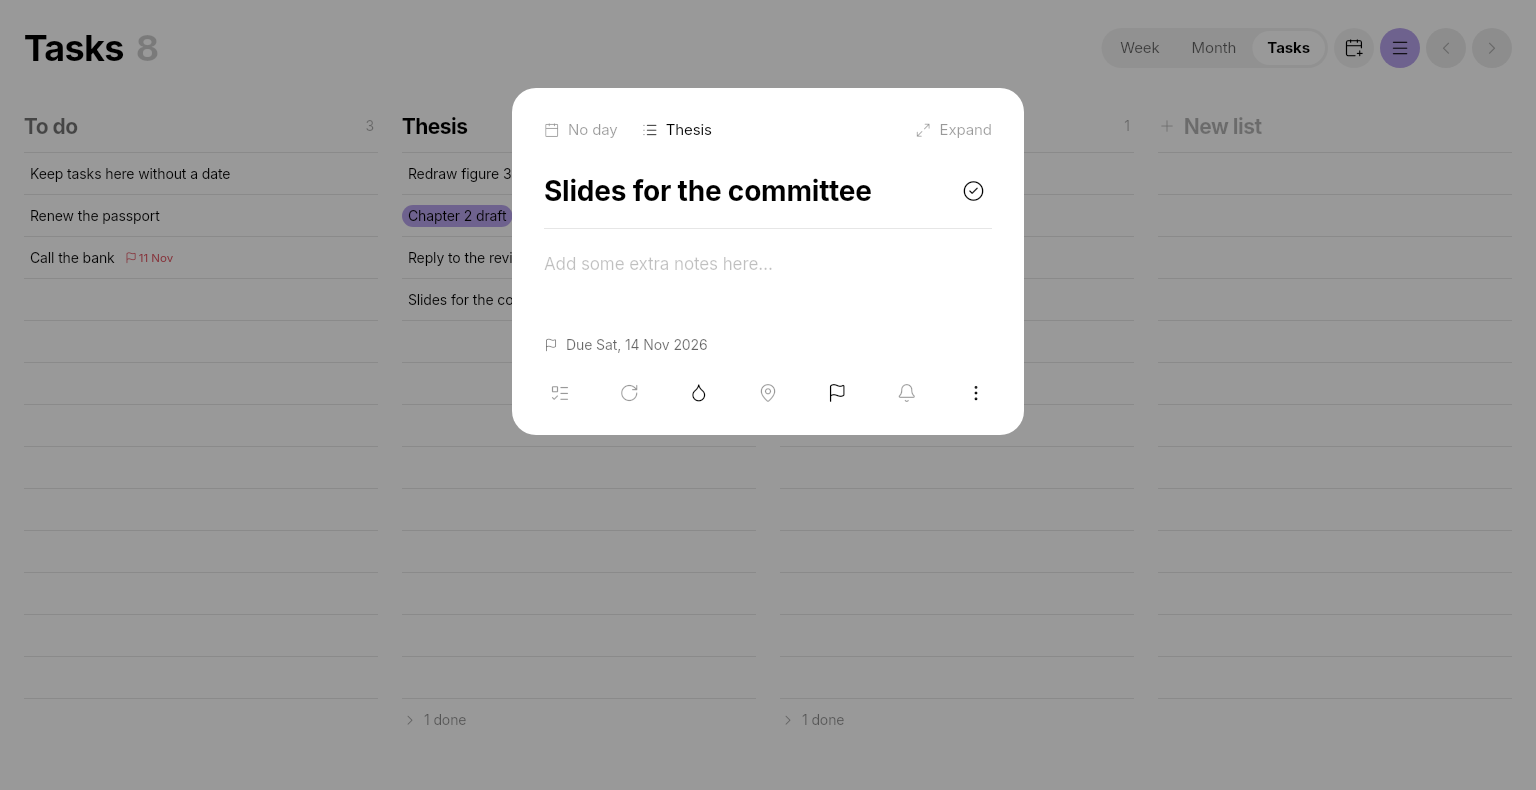 Tasks 8
Week Month Tasks
To do 3
Keep tasks here without a date
Renew the passport
Call the bank 11 Nov
Thesis
Redraw figure 3
Chapter 2 draft
Reply to the revi
Slides for the co
1 done
No day Thesis Expand
Slides for the committee
Add some extra notes here...
Due Sat, 14 Nov 2026
1
1 done
New list